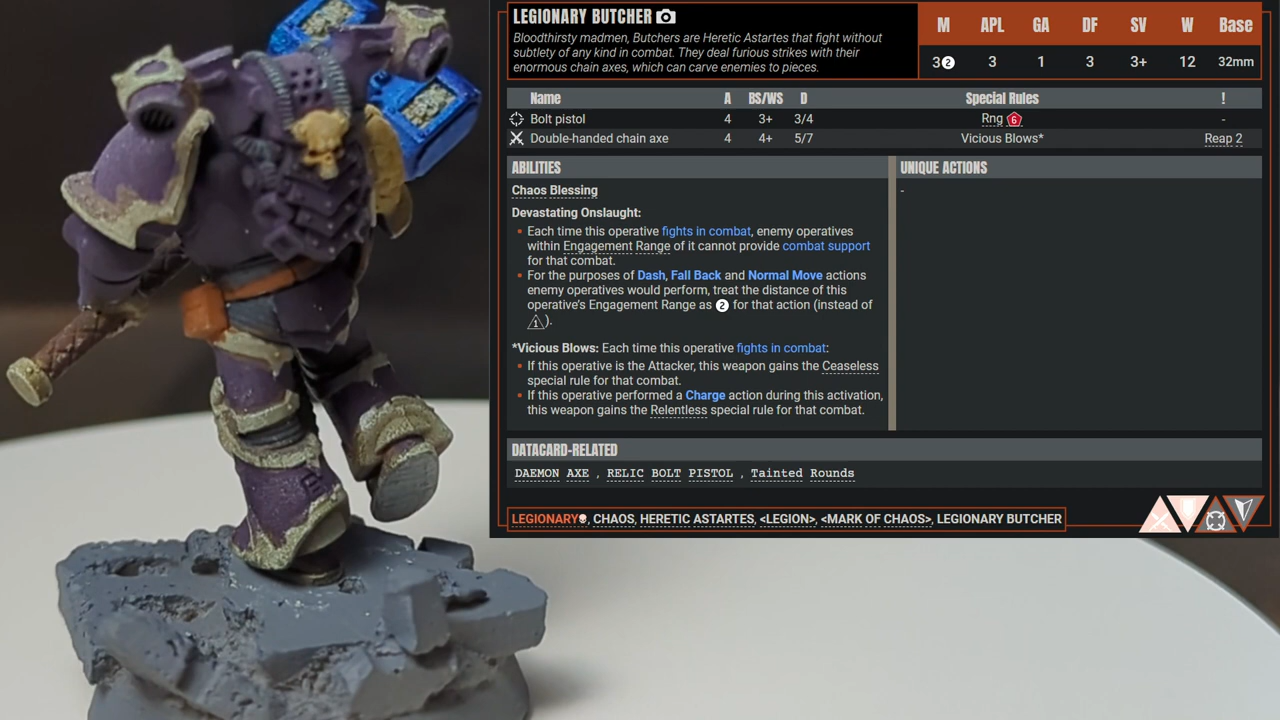 LEGIONARY BUTCHER
Bloodthirsty madmen, Butchers are Heretic Astartes that fight without
subtlety of any kind in combat. They deal furious strikes with their
enormous chain axes, which can carve enemies to pieces.
M APL GA DF SV W Base
3② 3 1 3 3+ 12 32mm
Name A BS/WS D Special Rules !
Bolt pistol 4 3+ 3/4 Rng 6 -
Double-handed chain axe 4 4+ 5/7 Vicious Blows* Reap 2
ABILITIES
Chaos Blessing
Devastating Onslaught:
▪ Each time this operative fights in combat, enemy operatives
within Engagement Range of it cannot provide combat support
for that combat.
▪ For the purposes of Dash, Fall Back and Normal Move actions
enemy operatives would perform, treat the distance of this
operative's Engagement Range as ② for that action (instead of
1).
*Vicious Blows: Each time this operative fights in combat:
▪ If this operative is the Attacker, this weapon gains the Ceaseless
special rule for that combat.
▪ If this operative performed a Charge action during this activation,
this weapon gains the Relentless special rule for that combat.
UNIQUE ACTIONS
-
DATACARD-RELATED
DAEMON AXE , RELIC BOLT PISTOL , Tainted Rounds
LEGIONARY, CHAOS, HERETIC ASTARTES, <LEGION>, <MARK OF CHAOS>, LEGIONARY BUTCHER